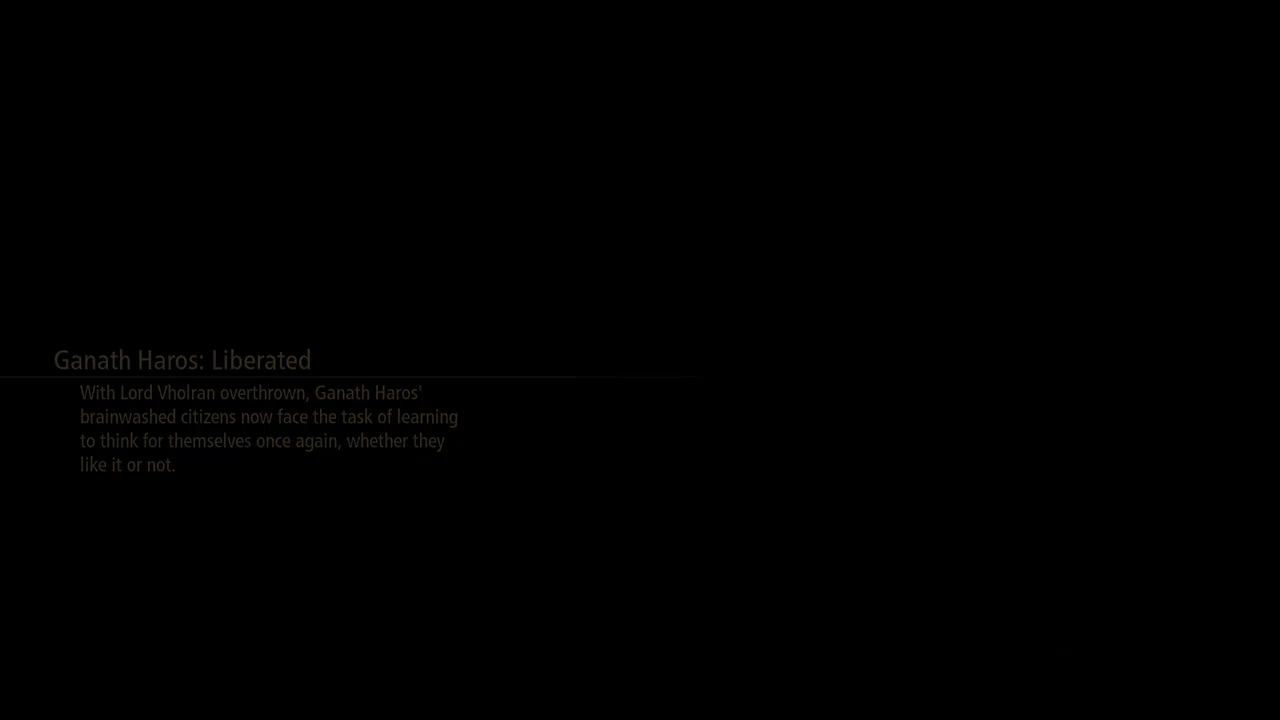 Ganath Haros: Liberated
With Lord Vholran overthrown, Ganath Haros'
brainwashed citizens now face the task of learning
to think for themselves once again, whether they
like it or not.